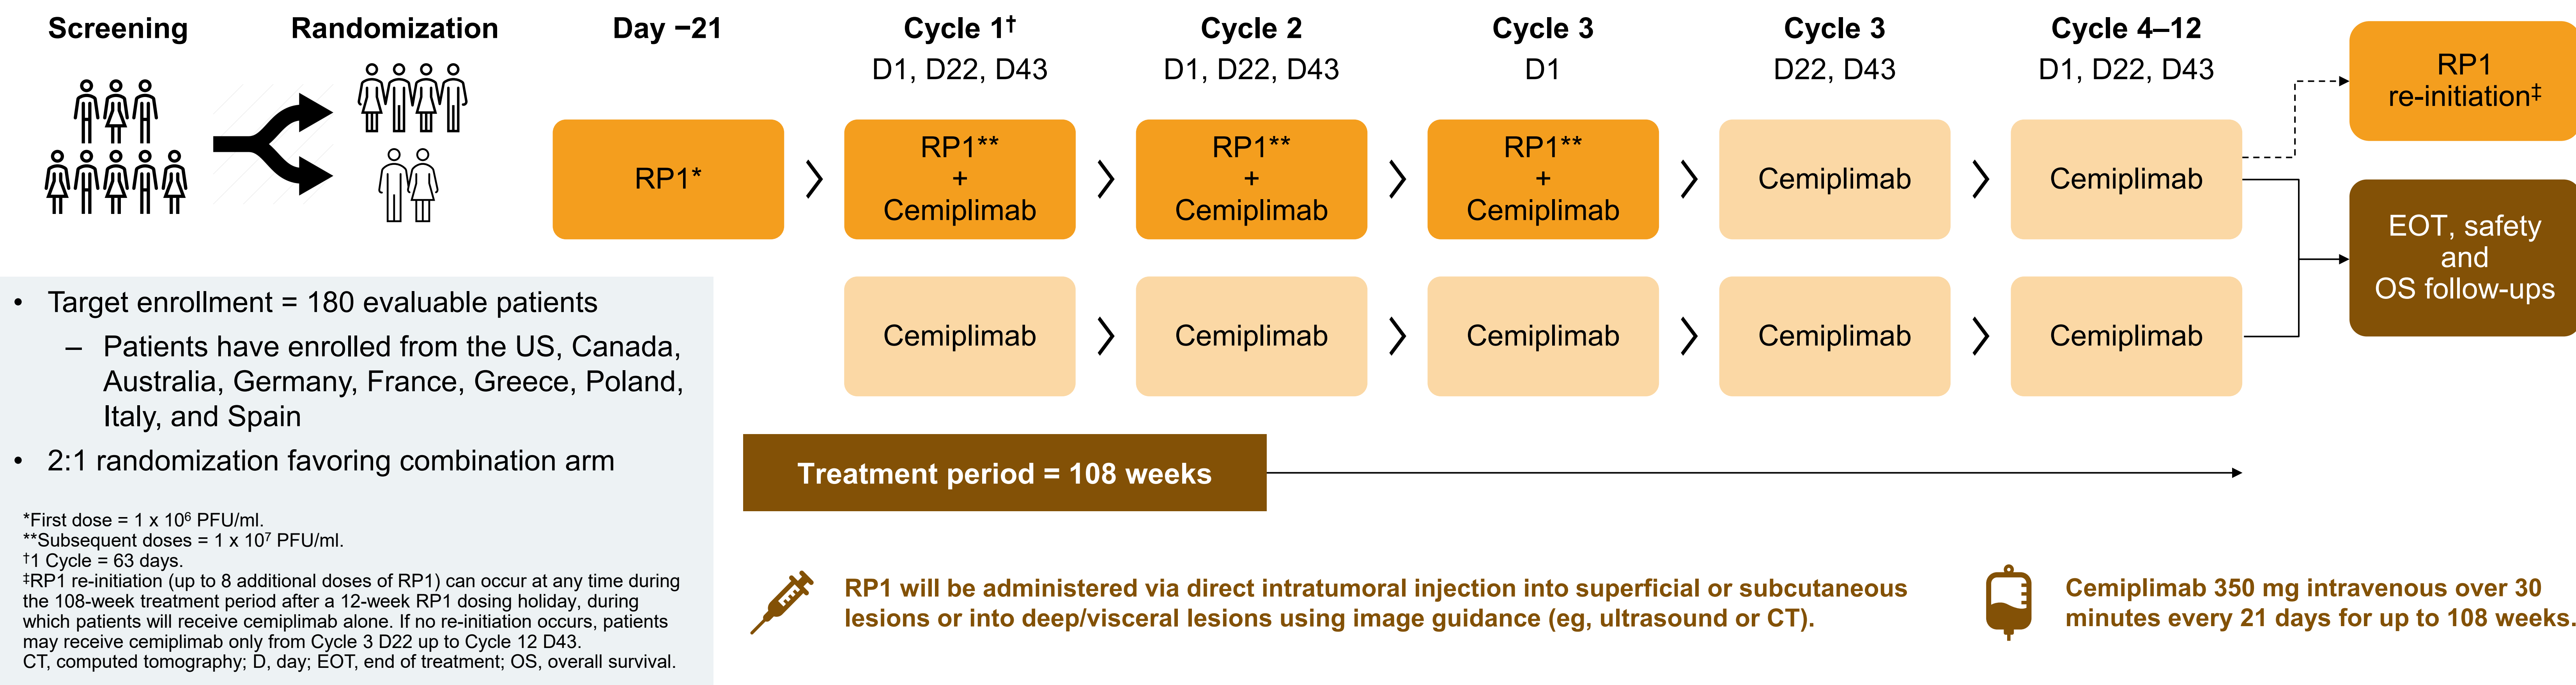 Screening
Randomization
Day −21
Cycle 1†
D1, D22, D43
Cycle 2
D1, D22, D43
Cycle 3
D1
Cycle 3
D22, D43
Cycle 4–12
D1, D22, D43
RP1*
RP1**
+
Cemiplimab
RP1**
+
Cemiplimab
RP1**
+
Cemiplimab
Cemiplimab
Cemiplimab
RP1
re-initiation‡
EOT, safety
and
OS follow-ups
Cemiplimab
Cemiplimab
Cemiplimab
Cemiplimab
Cemiplimab
• Target enrollment = 180 evaluable patients
– Patients have enrolled from the US, Canada,
Australia, Germany, France, Greece, Poland,
Italy, and Spain
• 2:1 randomization favoring combination arm
*First dose = 1 x 10⁶ PFU/ml.
**Subsequent doses = 1 x 10⁷ PFU/ml.
†1 Cycle = 63 days.
‡RP1 re-initiation (up to 8 additional doses of RP1) can occur at any time during
the 108-week treatment period after a 12-week RP1 dosing holiday, during
which patients will receive cemiplimab alone. If no re-initiation occurs, patients
may receive cemiplimab only from Cycle 3 D22 up to Cycle 12 D43.
CT, computed tomography; D, day; EOT, end of treatment; OS, overall survival.
Treatment period = 108 weeks
RP1 will be administered via direct intratumoral injection into superficial or subcutaneous
lesions or into deep/visceral lesions using image guidance (eg, ultrasound or CT).
Cemiplimab 350 mg intravenous over 30
minutes every 21 days for up to 108 weeks.